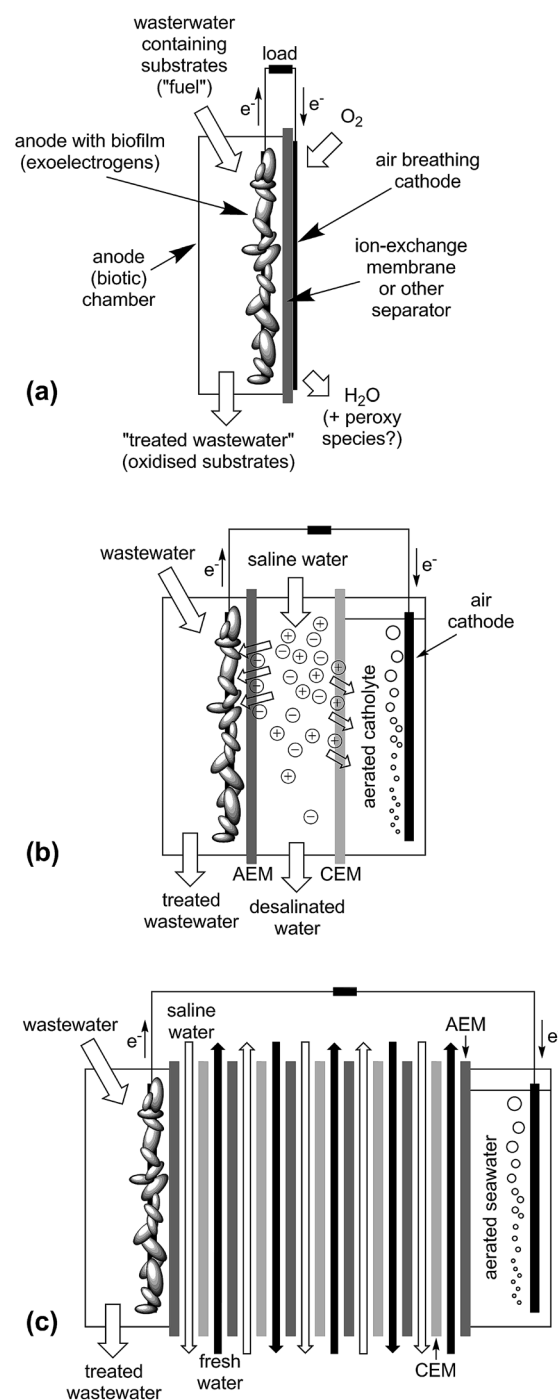 wasterwater
containing
substrates
("fuel")
load
e-
e-
O2
anode with biofilm
(exoelectrogens)
air breathing
cathode
anode
(biotic)
chamber
ion-exchange
membrane
or other
separator
(a)
H2O
(+ peroxy
species?)
"treated wastewater"
(oxidised substrates)
wastewater
saline water
e-
e-
air
cathode
aerated catholyte
(b)
AEM
CEM
treated
wastewater
desalinated
water
wastewater
saline
water
e-
AEM
e
aerated seawater
(c)
fresh
water
CEM
treated
wastewater